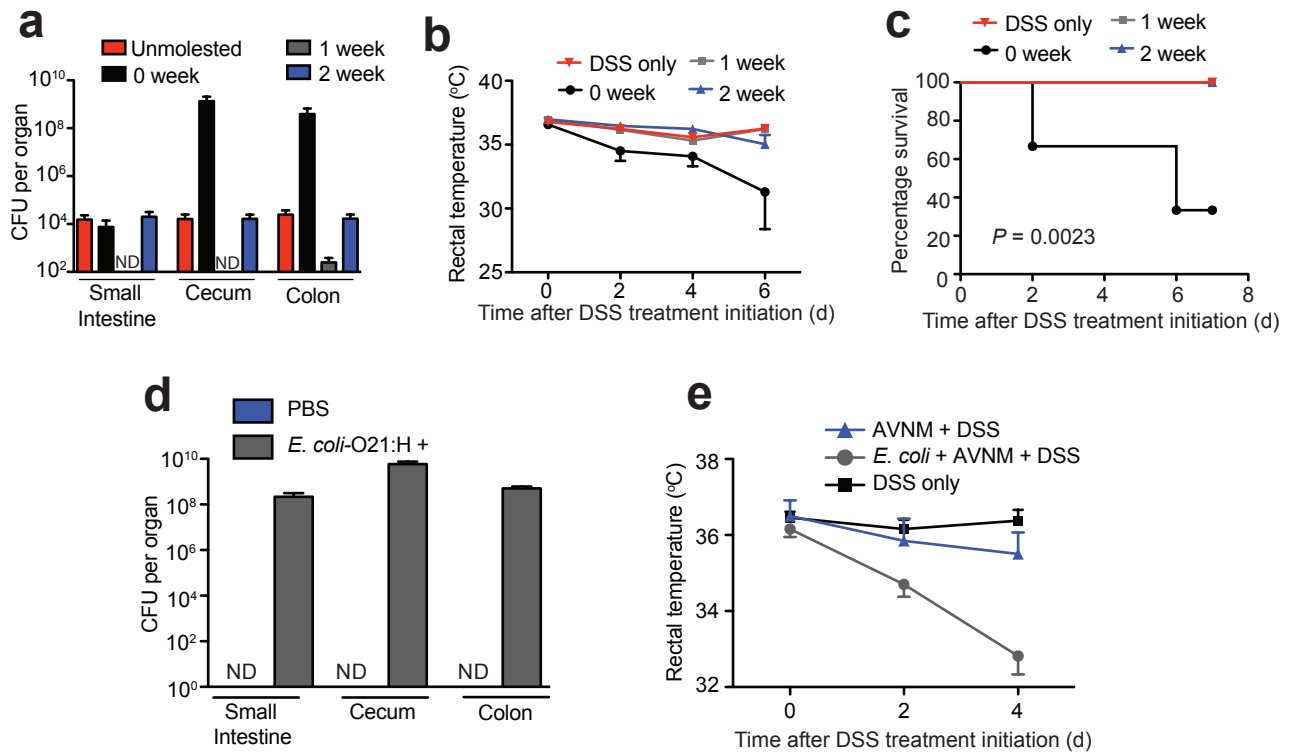 a
Unmolested
0 week
1 week
2 week
CFU per organ
10^10
10^8
10^6
10^4
10^2
ND
ND
Small Intestine
Cecum
Colon
b
DSS only
1 week
0 week
2 week
Rectal temperature (°C)
40
35
30
25
0 2 4 6
Time after DSS treatment initiation (d)
c
DSS only
1 week
0 week
2 week
Percentage survival
100
80
60
40
20
0
P = 0.0023
0 2 4 6 8
Time after DSS treatment initiation (d)
d
PBS
E. coli-O21:H +
CFU per organ
10^10
10^8
10^6
10^4
10^2
10^0
ND
ND
ND
Small
Intestine
Cecum
Colon
e
AVNM + DSS
E. coli + AVNM + DSS
DSS only
Rectal temperature (°C)
38
36
34
32
0 2 4
Time after DSS treatment initiation (d)